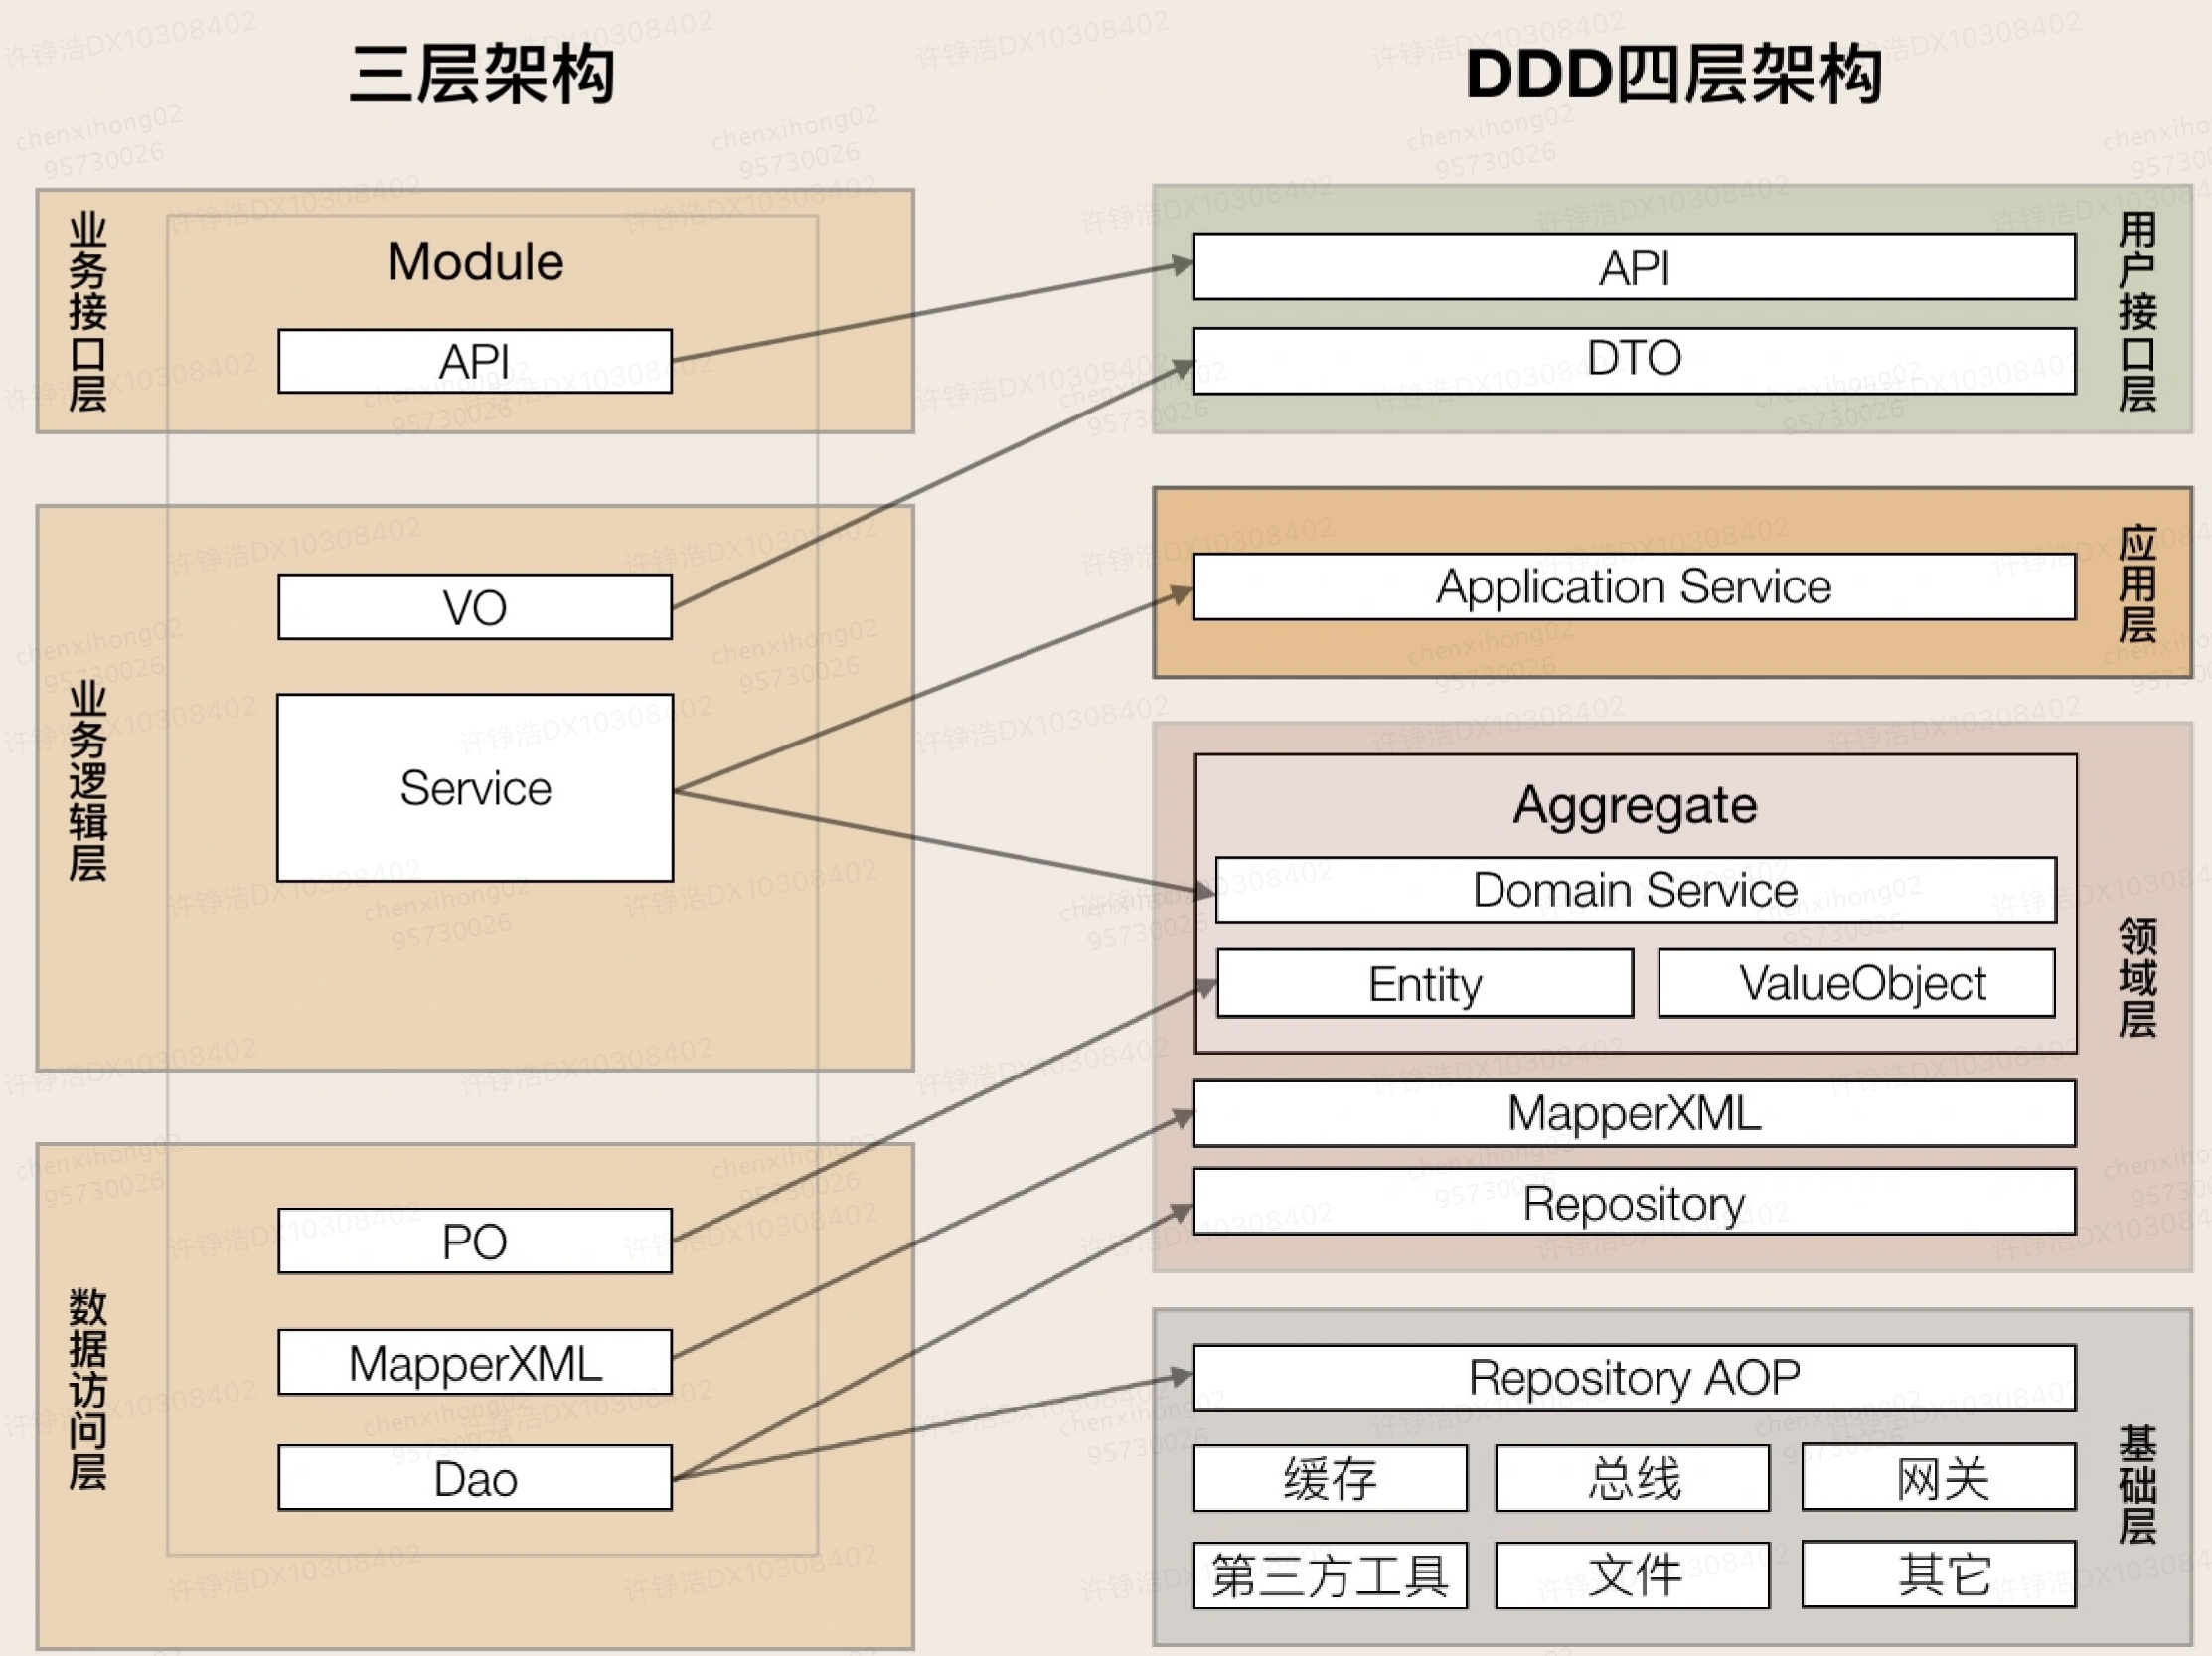 三层架构
DDD四层架构
业务接口层
Module
API
业务逻辑层
VO
Service
数据访问层
PO
MapperXML
Dao
用户接口层
API
DTO
应用层
Application Service
领域层
Aggregate
Domain Service
Entity
ValueObject
MapperXML
Repository
基础层
Repository AOP
缓存
总线
网关
第三方工具
文件
其它
许铮浩DX10308402
chenxihong02
95730026